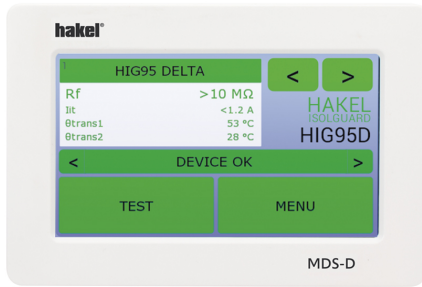 hakel®
1 HIG95 DELTA < >
Rf >10 MΩ
Iit <1.2 A
θtrans1 53 °C
θtrans2 28 °C
HAKEL
ISOLGUARD
HIG95D
< DEVICE OK >
TEST MENU
MDS-D